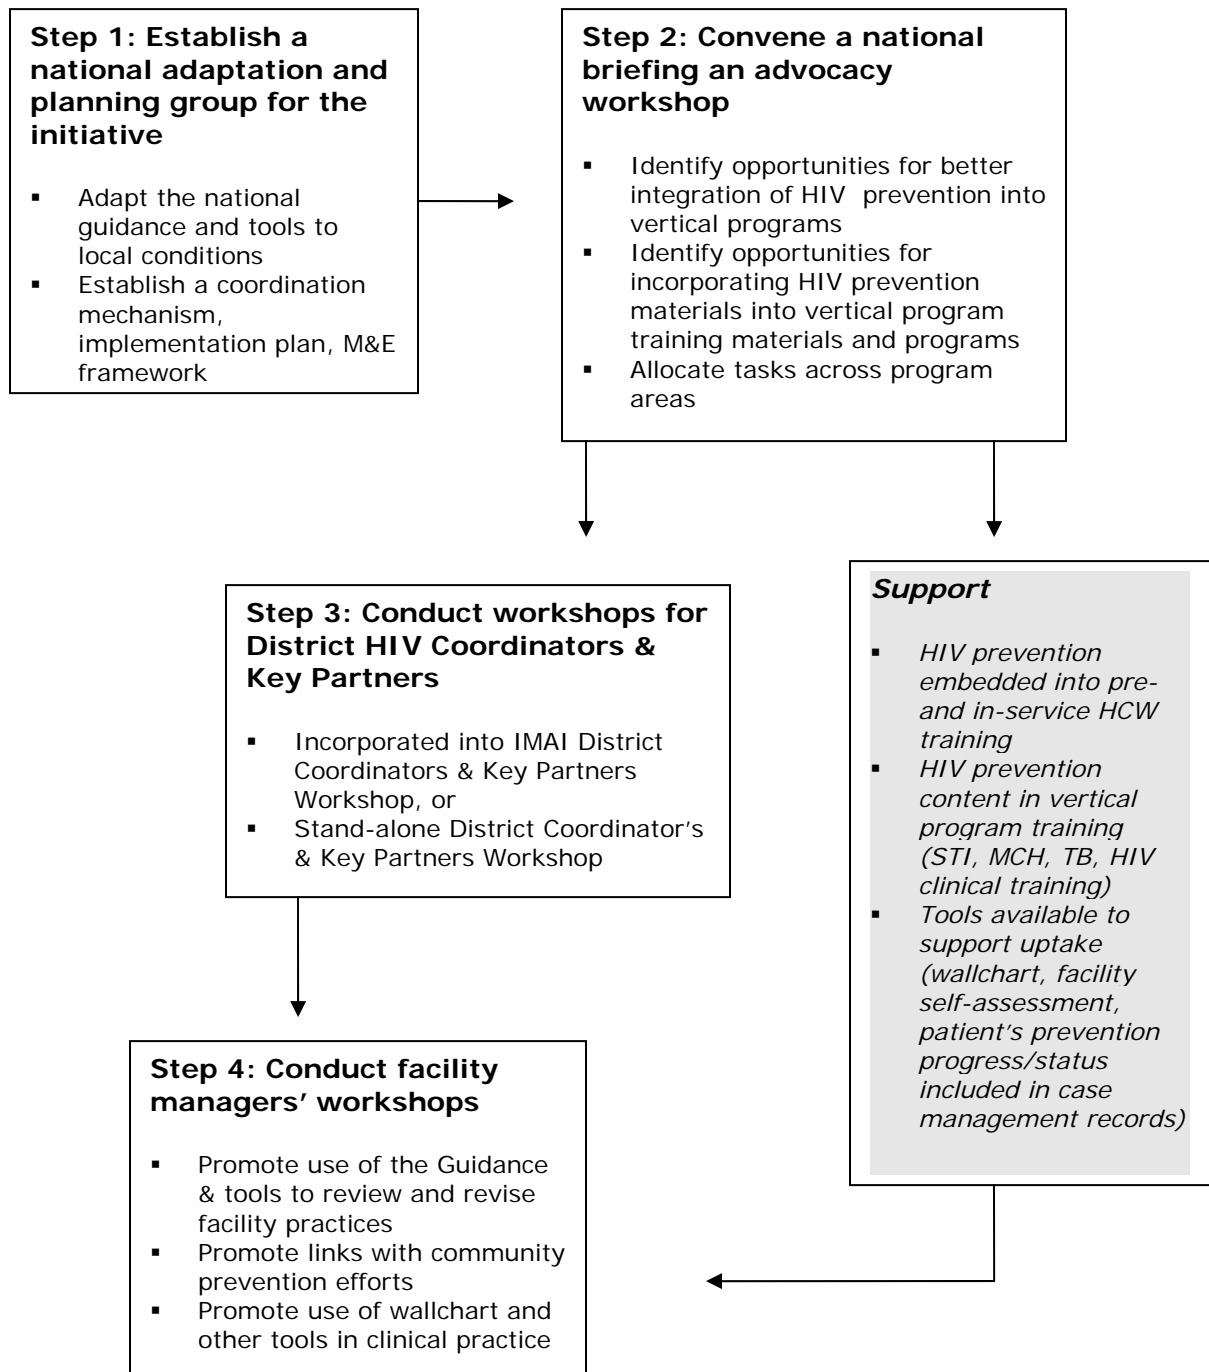 Step 1: Establish a
national adaptation and
planning group for the
initiative
▪ Adapt the national
guidance and tools to
local conditions
▪ Establish a coordination
mechanism,
implementation plan, M&E
framework
Step 2: Convene a national
briefing an advocacy
workshop
▪ Identify opportunities for better
integration of HIV prevention into
vertical programs
▪ Identify opportunities for
incorporating HIV prevention
materials into vertical program
training materials and programs
▪ Allocate tasks across program
areas
Step 3: Conduct workshops for
District HIV Coordinators &
Key Partners
▪ Incorporated into IMAI District
Coordinators & Key Partners
Workshop, or
▪ Stand-alone District Coordinator's
& Key Partners Workshop
Support
▪ HIV prevention
embedded into pre-
and in-service HCW
training
▪ HIV prevention
content in vertical
program training
(STI, MCH, TB, HIV
clinical training)
▪ Tools available to
support uptake
(wallchart, facility
self-assessment,
patient's prevention
progress/status
included in case
management records)
Step 4: Conduct facility
managers' workshops
▪ Promote use of the Guidance
& tools to review and revise
facility practices
▪ Promote links with community
prevention efforts
▪ Promote use of wallchart and
other tools in clinical practice